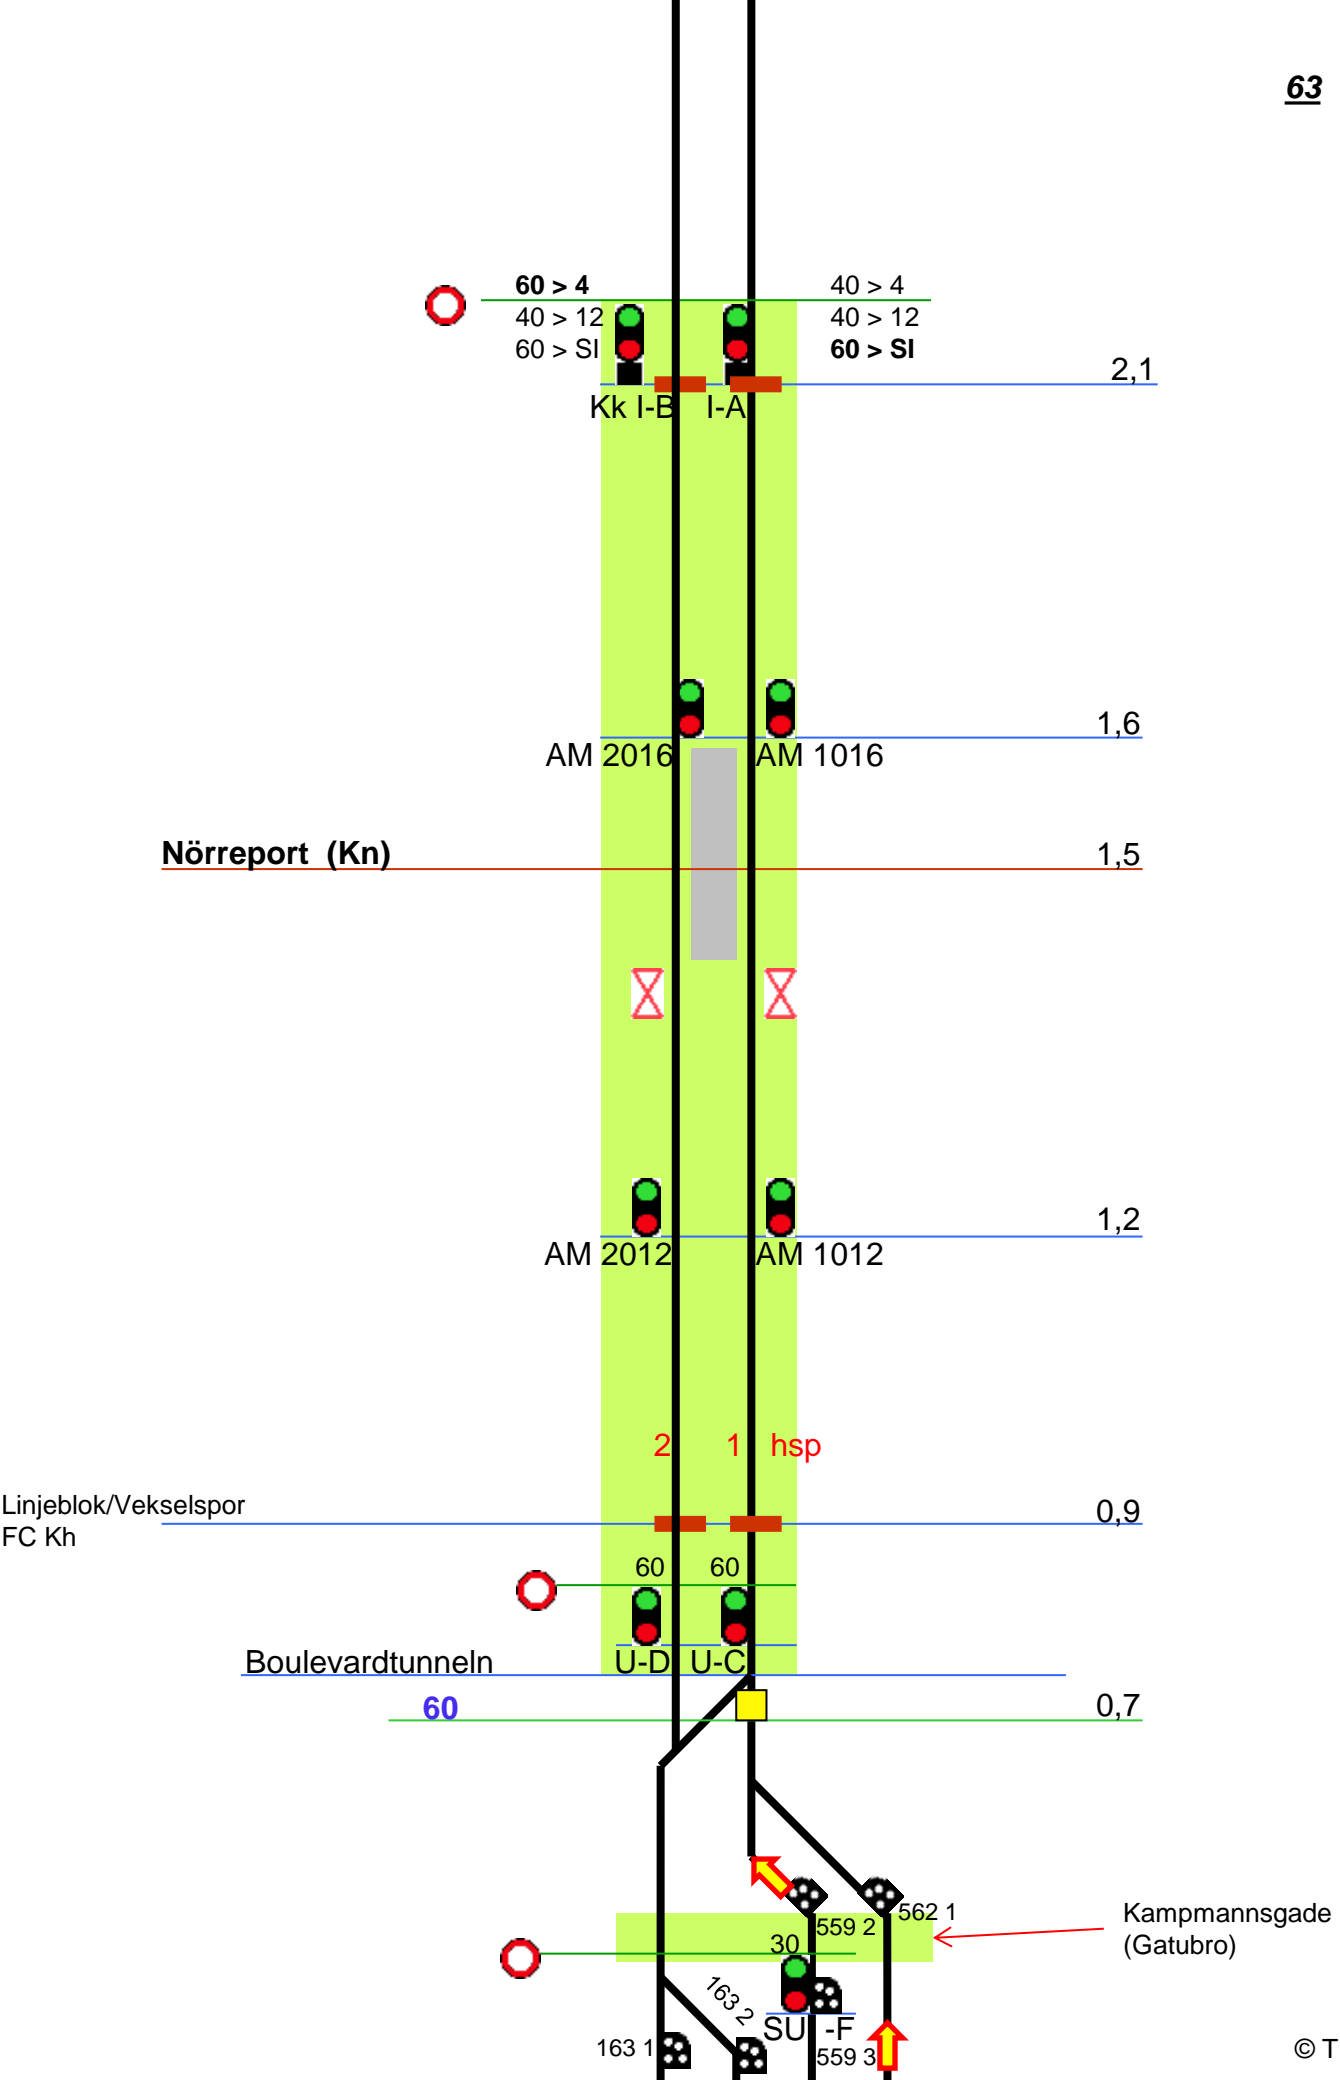 63
60 > 4
40 > 4
40 > 12
40 > 12
60 > SI
60 > SI
2,1
Kk I-B
I-A
1,6
AM 2016
AM 1016
Nörreport (Kn)
1,5
1,2
AM 2012
AM 1012
2
1
hsp
Linjeblok/Vekselspor
FC Kh
0,9
60
60
Boulevardtunneln
U-D
U-C
60
0,7
562 1
559 2
Kampmannsgade
(Gatubro)
30
163 2
SU
-F
163 1
559 3
© T